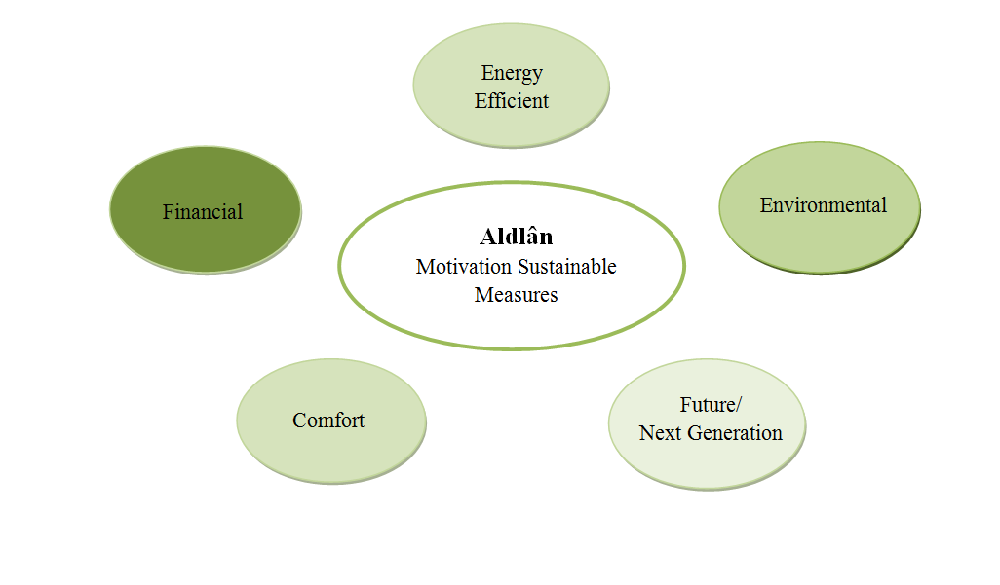 Energy
Efficient
Financial
Environmental
Aldlân
Motivation Sustainable
Measures
Comfort
Future/
Next Generation